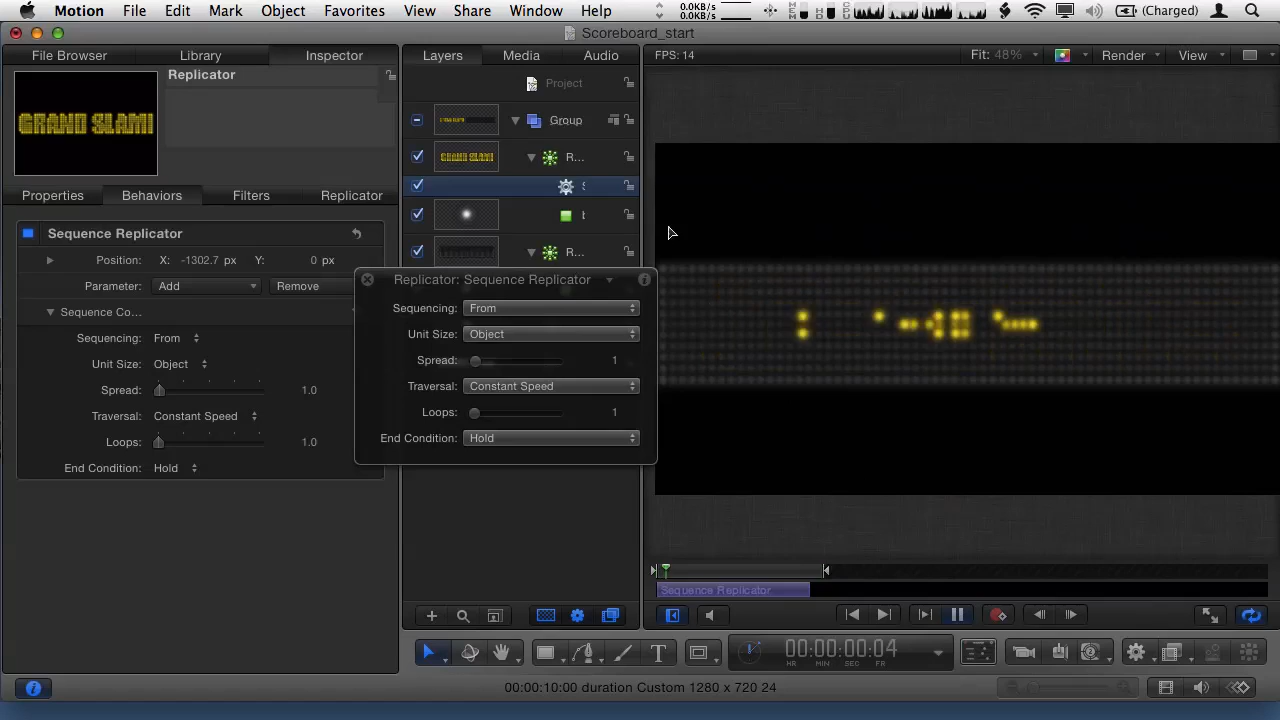 Motion File Edit Mark Object Favorites View Share Window Help 0.0KB/s 0.0KB/s MEM HD CPU (Charged)
Scoreboard_start
File Browser Library Inspector Layers Media Audio FPS: 14 Fit: 48% Render View
Replicator
GRAND SLAM!
Project
Group
R...
Properties Behaviors Filters Replicator
Sequence Replicator
Position: X: -1302.7 px Y: 0 px
R...
Parameter: Add Remove
Sequence Co...
Sequencing: From
Unit Size: Object
Spread: 1.0
Traversal: Constant Speed
Loops: 1.0
End Condition: Hold
Replicator: Sequence Replicator
Sequencing: From
Unit Size: Object
Spread: 1
Traversal: Constant Speed
Loops: 1
End Condition: Hold
Sequence Replicator
00:00:00:04
HR MIN SEC FR
00:00:10:00 duration Custom 1280 x 720 24